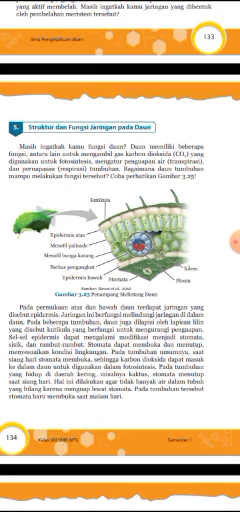 yang aktif membelah. Masih ingatkah kamu jaringan yang dibentuk
oleh pembelahan meristem tersebut?
Ilmu Pengetahuan Alam
133
5. Struktur dan Fungsi Jaringan pada Daun
Masih ingatkah kamu fungsi daun? Daun memiliki beberapa
fungsi, antara lain untuk mengambil gas karbon dioksida (CO₂) yang
digunakan untuk fotosintesis, mengatur penguapan air (transpirasi),
dan pernapasan (respirasi) tumbuhan. Bagaimana daun tumbuhan
mampu melakukan fungsi tersebut? Coba perhatikan Gambar 3.25!
Kutikula
Epidermis atas
Mesofil palisade
Mesofil bunga karang
Berkas pengangkut
Epidermis bawah
Stomata
Xilem
Floem
Sumber: Reece et al. 2012
Gambar 3.25 Penampang Melintang Daun
Pada permukaan atas dan bawah daun terdapat jaringan yang
disebut epidermis. Jaringan ini berfungsi melindungi jaringan di dalam
daun. Pada beberapa tumbuhan, daun juga dilapisi oleh lapisan lilin
yang disebut kutikula yang berfungsi untuk mengurangi penguapan.
Sel-sel epidermis dapat mengalami modifikasi menjadi stomata,
sisik, dan rambut-rambut. Stomata dapat membuka dan menutup,
menyesuaikan kondisi lingkungan. Pada tumbuhan umumnya, saat
siang hari stomata membuka, sehingga karbon dioksida dapat masuk
ke dalam daun untuk digunakan dalam fotosintesis. Pada tumbuhan
yang hidup di daerah kering, misalnya kaktus, stomata menutup
saat siang hari. Hal ini dilakukan agar tidak banyak air dalam tubuh
yang hilang karena menguap lewat stomata. Pada tumbuhan tersebut
stomata baru membuka saat malam hari.
134
Kelas VIII SMP/MTs
Semester 1